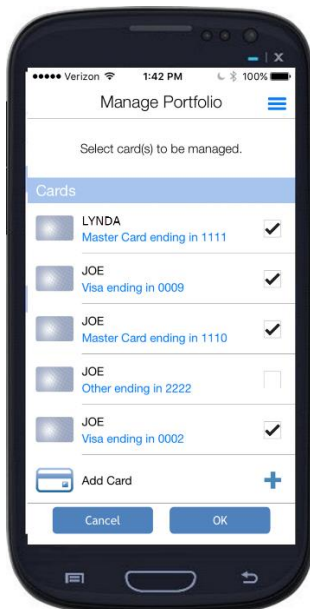 Verizon 1:42 PM 100%
Manage Portfolio
Select card(s) to be managed.
Cards
LYNDA
Master Card ending in 1111
JOE
Visa ending in 0009
JOE
Master Card ending in 1110
JOE
Other ending in 2222
JOE
Visa ending in 0002
Add Card
Cancel OK